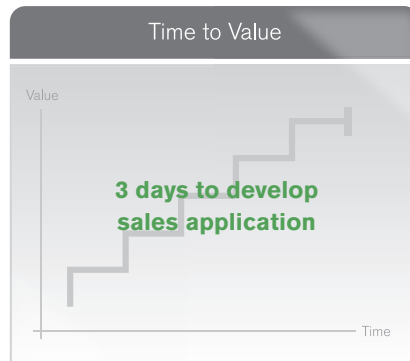 Time to Value
Value
3 days to develop
sales application
Time